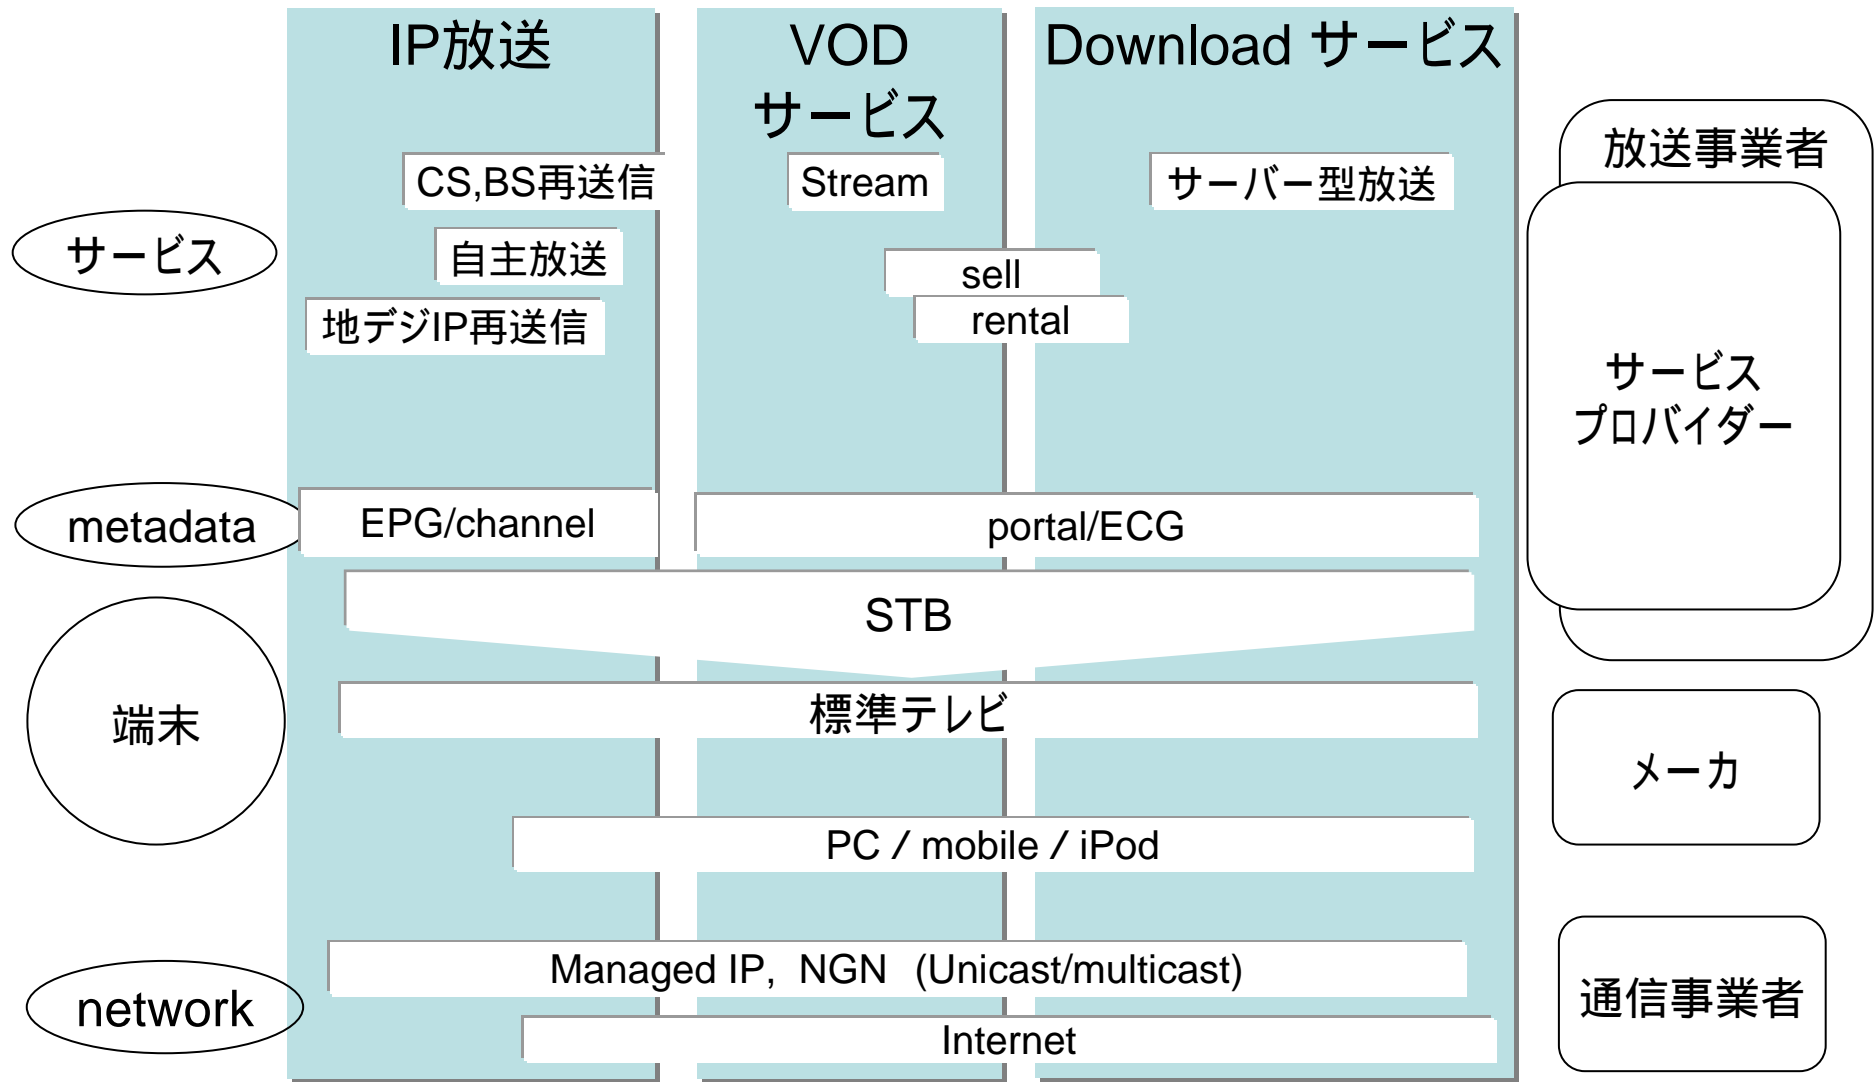 IP放送
VOD
サービス
Download サービス
放送事業者
CS,BS再送信
Stream
サーバー型放送
サービス
自主放送
sell
地デジIP再送信
rental
サービス
プロバイダー
metadata
EPG/channel
portal/ECG
STB
端末
標準テレビ
メーカ
PC / mobile / iPod
Managed IP, NGN (Unicast/multicast)
network
通信事業者
Internet